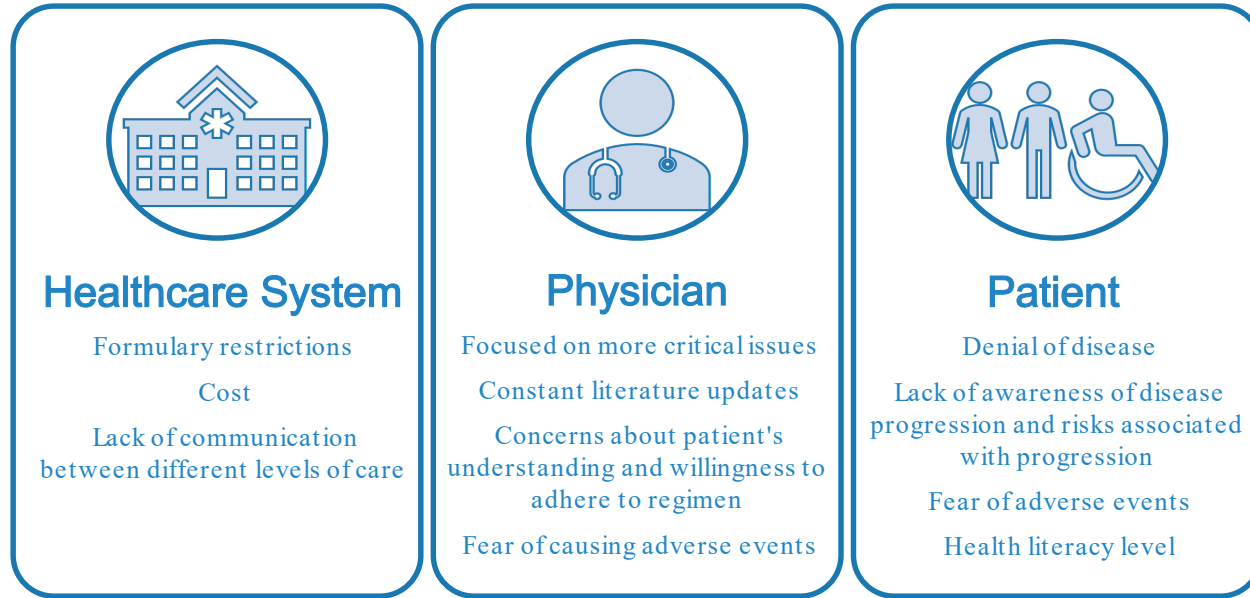 Healthcare System
Formulary restrictions
Cost
Lack of communication
between different levels of care
Physician
Focused on more critical issues
Constant literature updates
Concerns about patient's
understanding and willingness to
adhere to regimen
Fear of causing adverse events
Patient
Denial of disease
Lack of awareness of disease
progression and risks associated
with progression
Fear of adverse events
Health literacy level